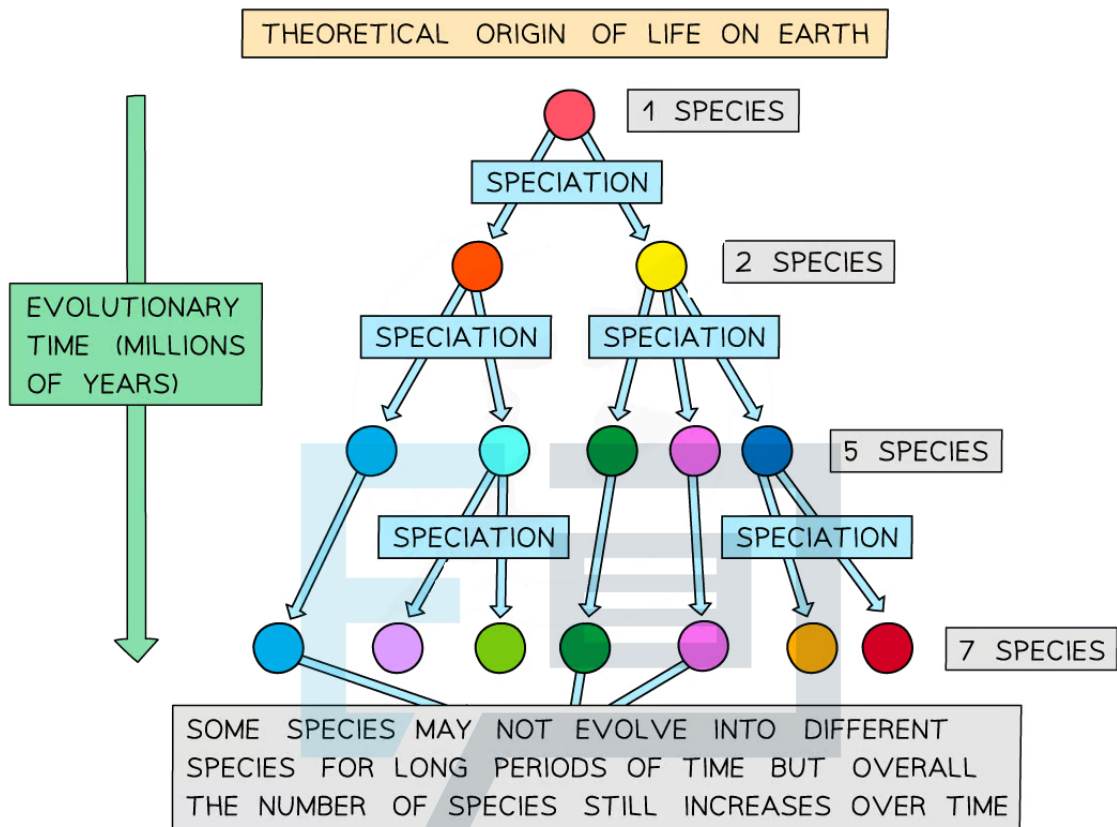 THEORETICAL ORIGIN OF LIFE ON EARTH
1 SPECIES
SPECIATION
2 SPECIES
EVOLUTIONARY
TIME (MILLIONS
OF YEARS)
SPECIATION
SPECIATION
5 SPECIES
SPECIATION
SPECIATION
7 SPECIES
SOME SPECIES MAY NOT EVOLVE INTO DIFFERENT
SPECIES FOR LONG PERIODS OF TIME BUT OVERALL
THE NUMBER OF SPECIES STILL INCREASES OVER TIME